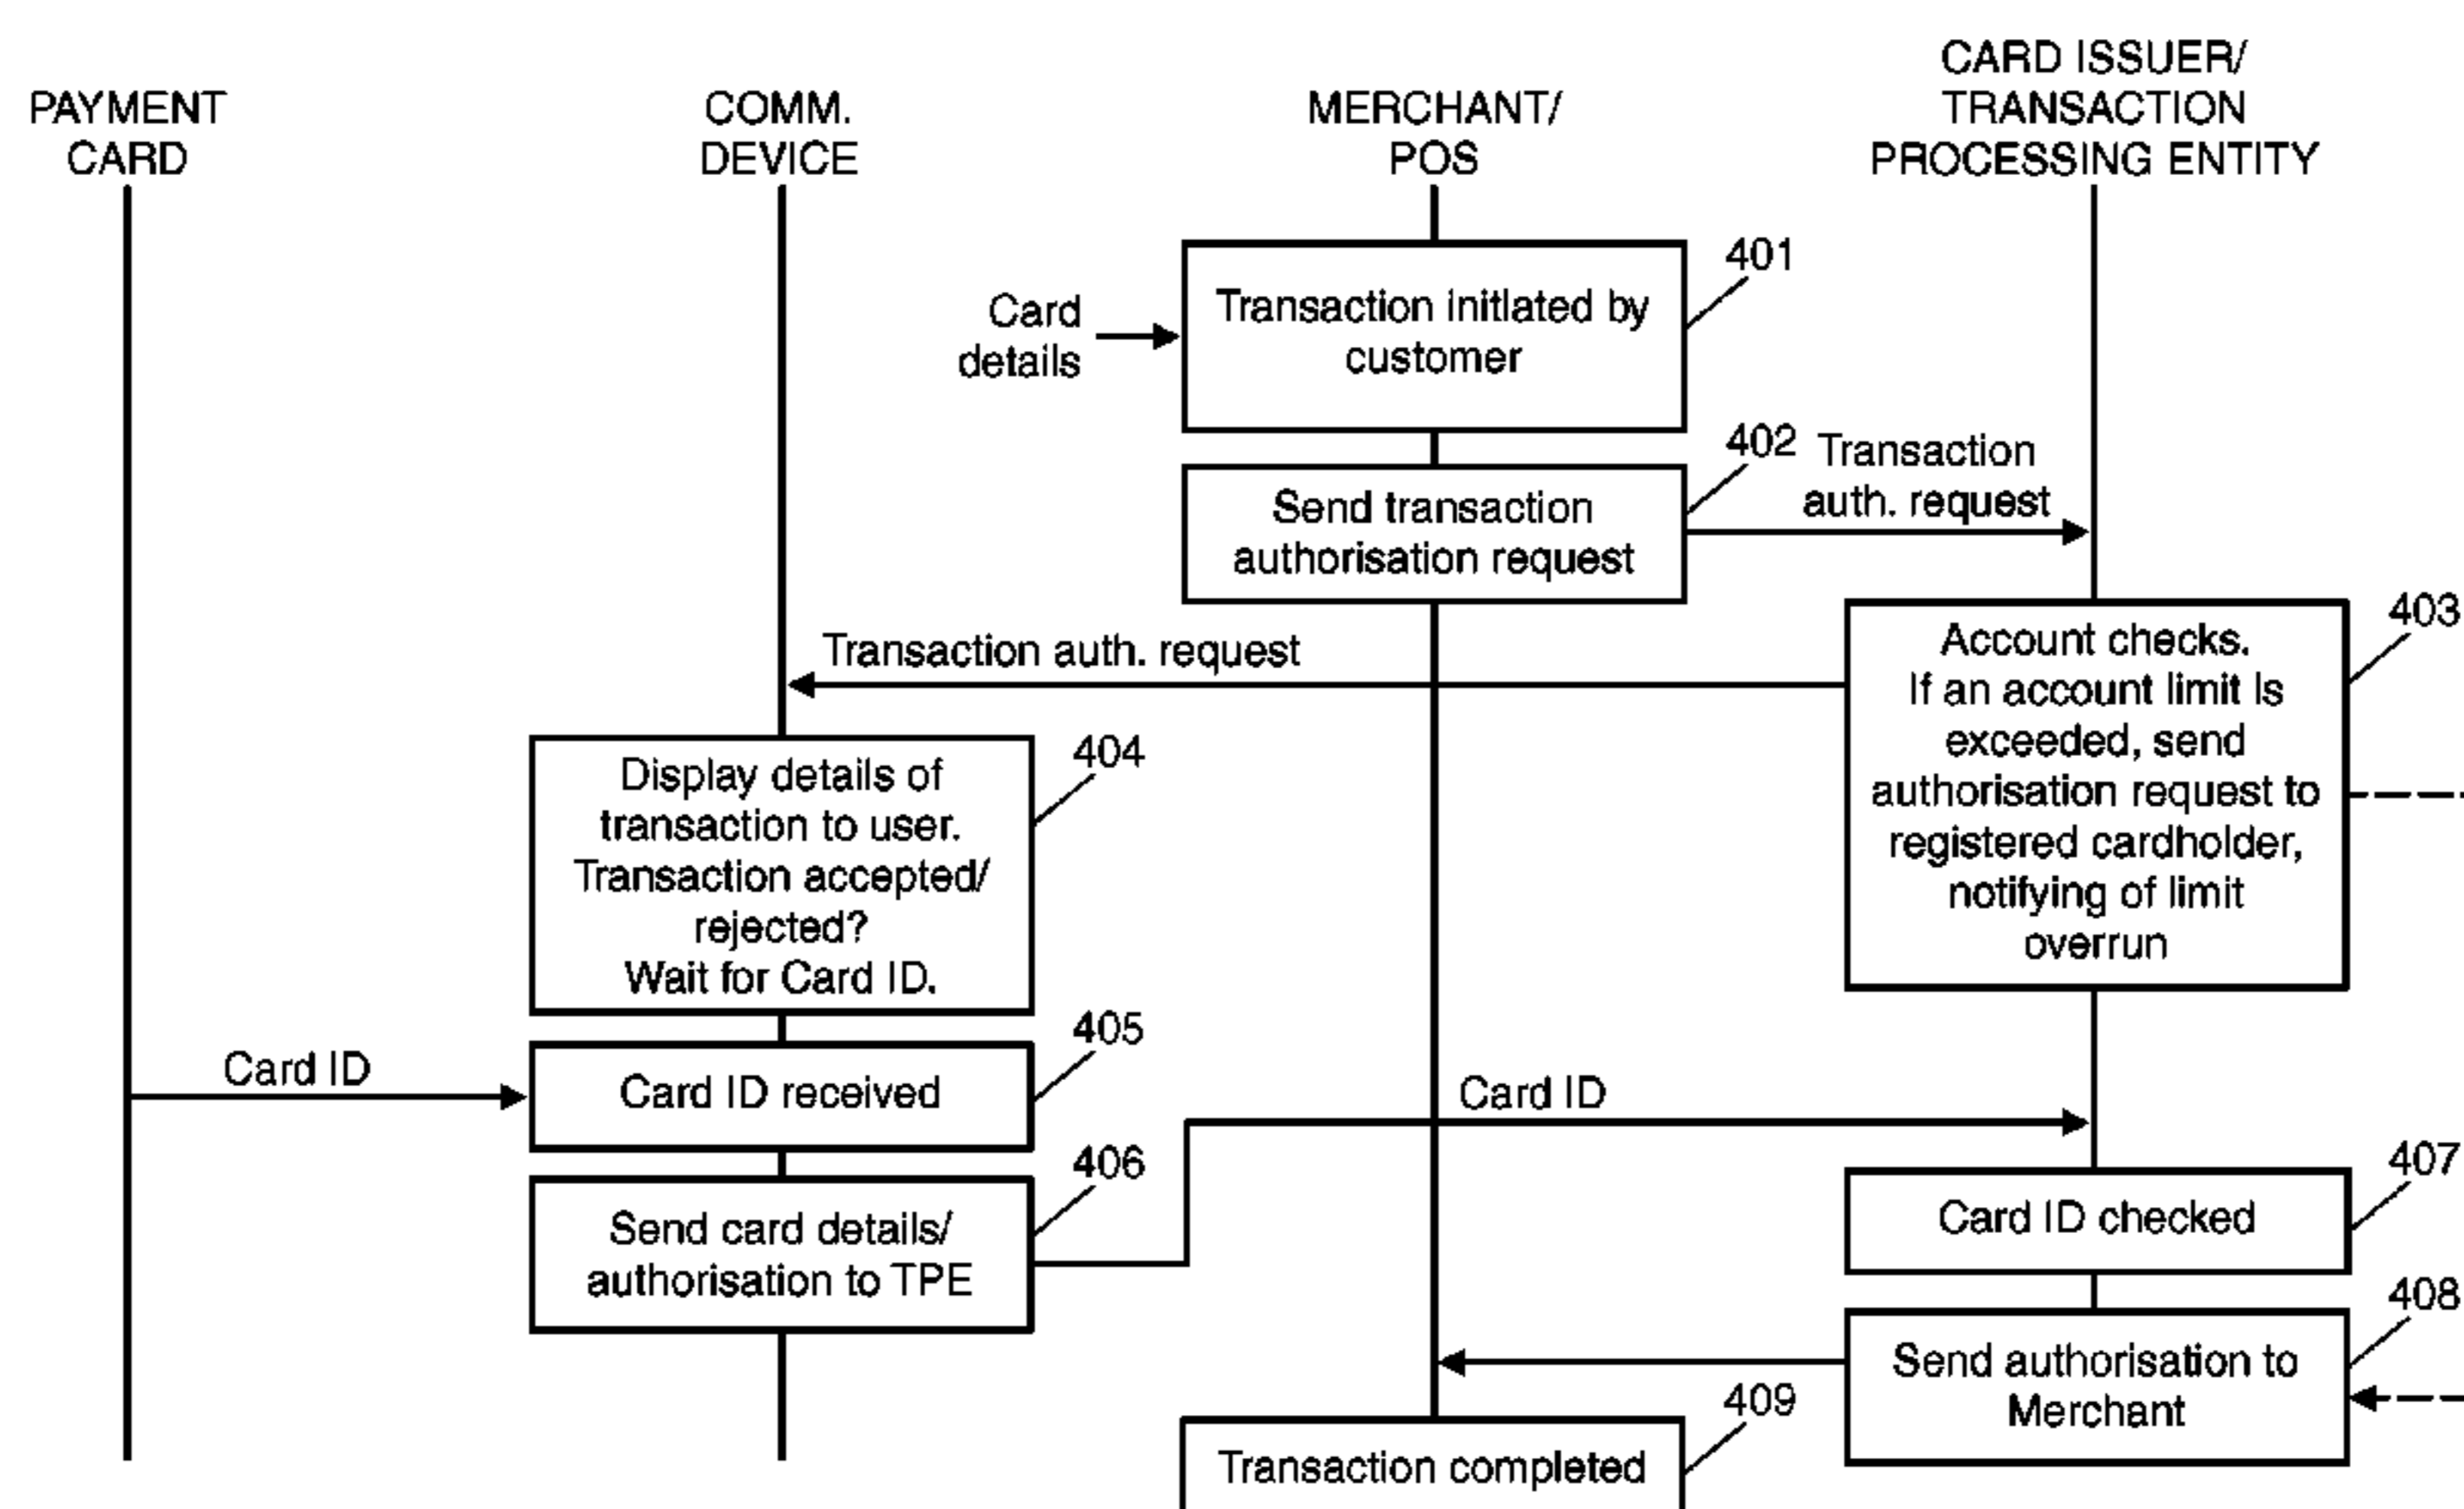 PAYMENT
CARD
COMM.
DEVICE
MERCHANT/
POS
CARD ISSUER/
TRANSACTION
PROCESSING ENTITY
401
Card
details
Transaction initlated by
customer
402
Transaction
auth. request
Send transaction
authorisation request
403
Transaction auth. request
Account checks.
If an account limit Is
exceeded, send
authorisation request to
registered cardholder,
notifying of limit
overrun
404
Display details of
transaction to user.
Transaction accepted/
rejected?
Wait for Card ID.
405
Card ID
Card ID received
Card ID
406
Send card details/
authorisation to TPE
407
Card ID checked
408
Send authorisation to
Merchant
409
Transaction completed